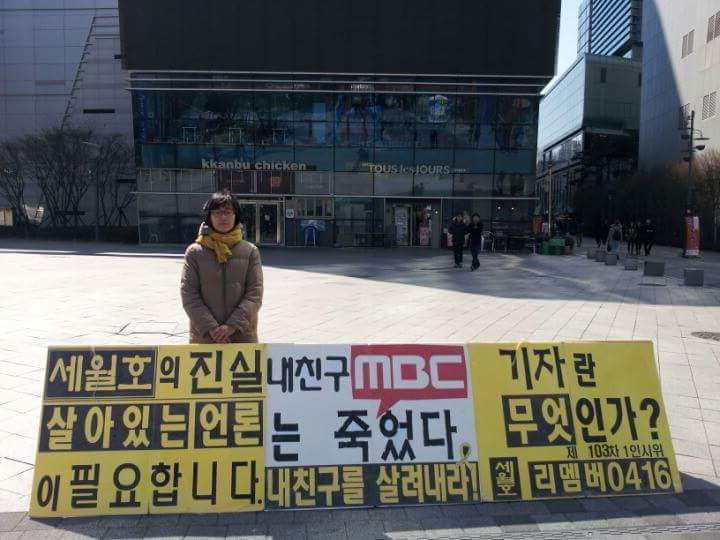 kkanbu chicken
TOUS les JOURS
세월호의 진실
살아있는 언론
이 필요합니다.
내친구 MBC
는 죽었다.
내친구를 살려내라!
기자란
무엇인가?
제 103차 1인시위
세월호 리멤버0416